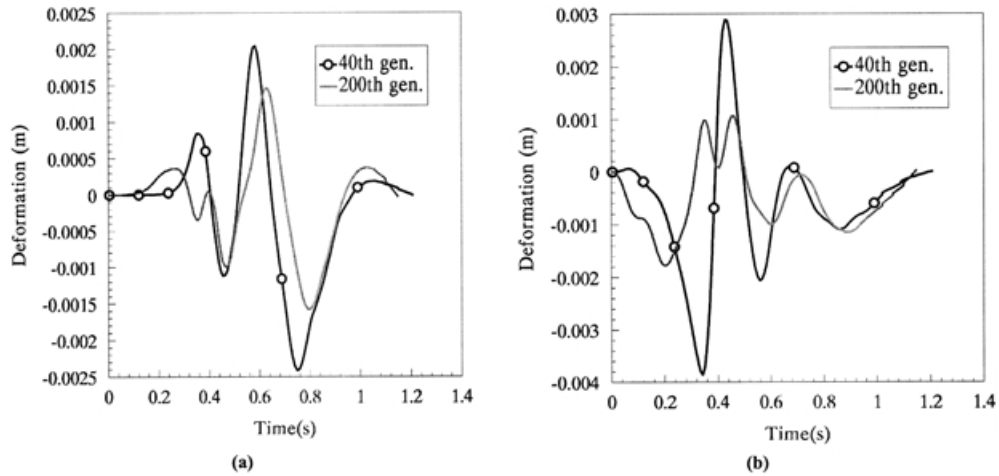 0.0025
0.002
0.0015
0.001
0.0005
0
-0.0005
-0.001
-0.0015
-0.002
-0.0025
Deformation (m)
40th gen.
200th gen.
0 0.2 0.4 0.6 0.8 1 1.2 1.4
Time(s)
(a)
0.003
0.002
0.001
0
-0.001
-0.002
-0.003
-0.004
Deformation (m)
40th gen.
200th gen.
0 0.2 0.4 0.6 0.8 1 1.2 1.4
Time(s)
(b)